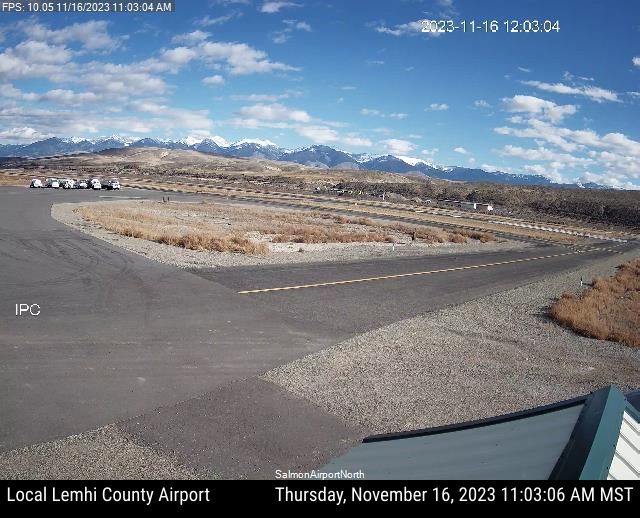 FPS: 10.05 11/16/2023 11:03:04 AM
2023-11-16 12:03:04
IPC
SalmonAirportNorth
Local Lemhi County Airport Thursday, November 16, 2023 11:03:06 AM MST